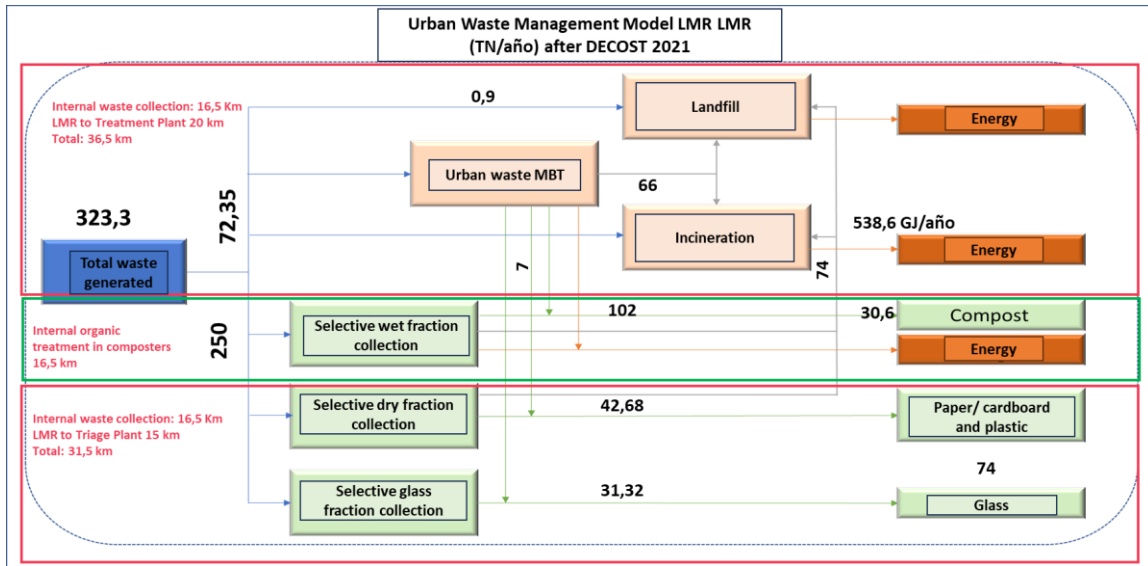 Urban Waste Management Model LMR LMR
(TN/año) after DECOST 2021
Internal waste collection: 16,5 Km
LMR to Treatment Plant 20 km
Total: 36,5 km
0,9
Landfill
Energy
Urban waste MBT
66
323,3
72,35
Incineration
538,6 GJ/año
Energy
Total waste
generated
7
74
Internal organic
treatment in composters
16,5 km
250
Selective wet fraction
collection
102
30,6
Compost
Energy
Internal waste collection: 16,5 Km
LMR to Triage Plant 15 km
Total: 31,5 km
Selective dry fraction
collection
42,68
Paper/ cardboard
and plastic
74
Selective glass
fraction collection
31,32
Glass